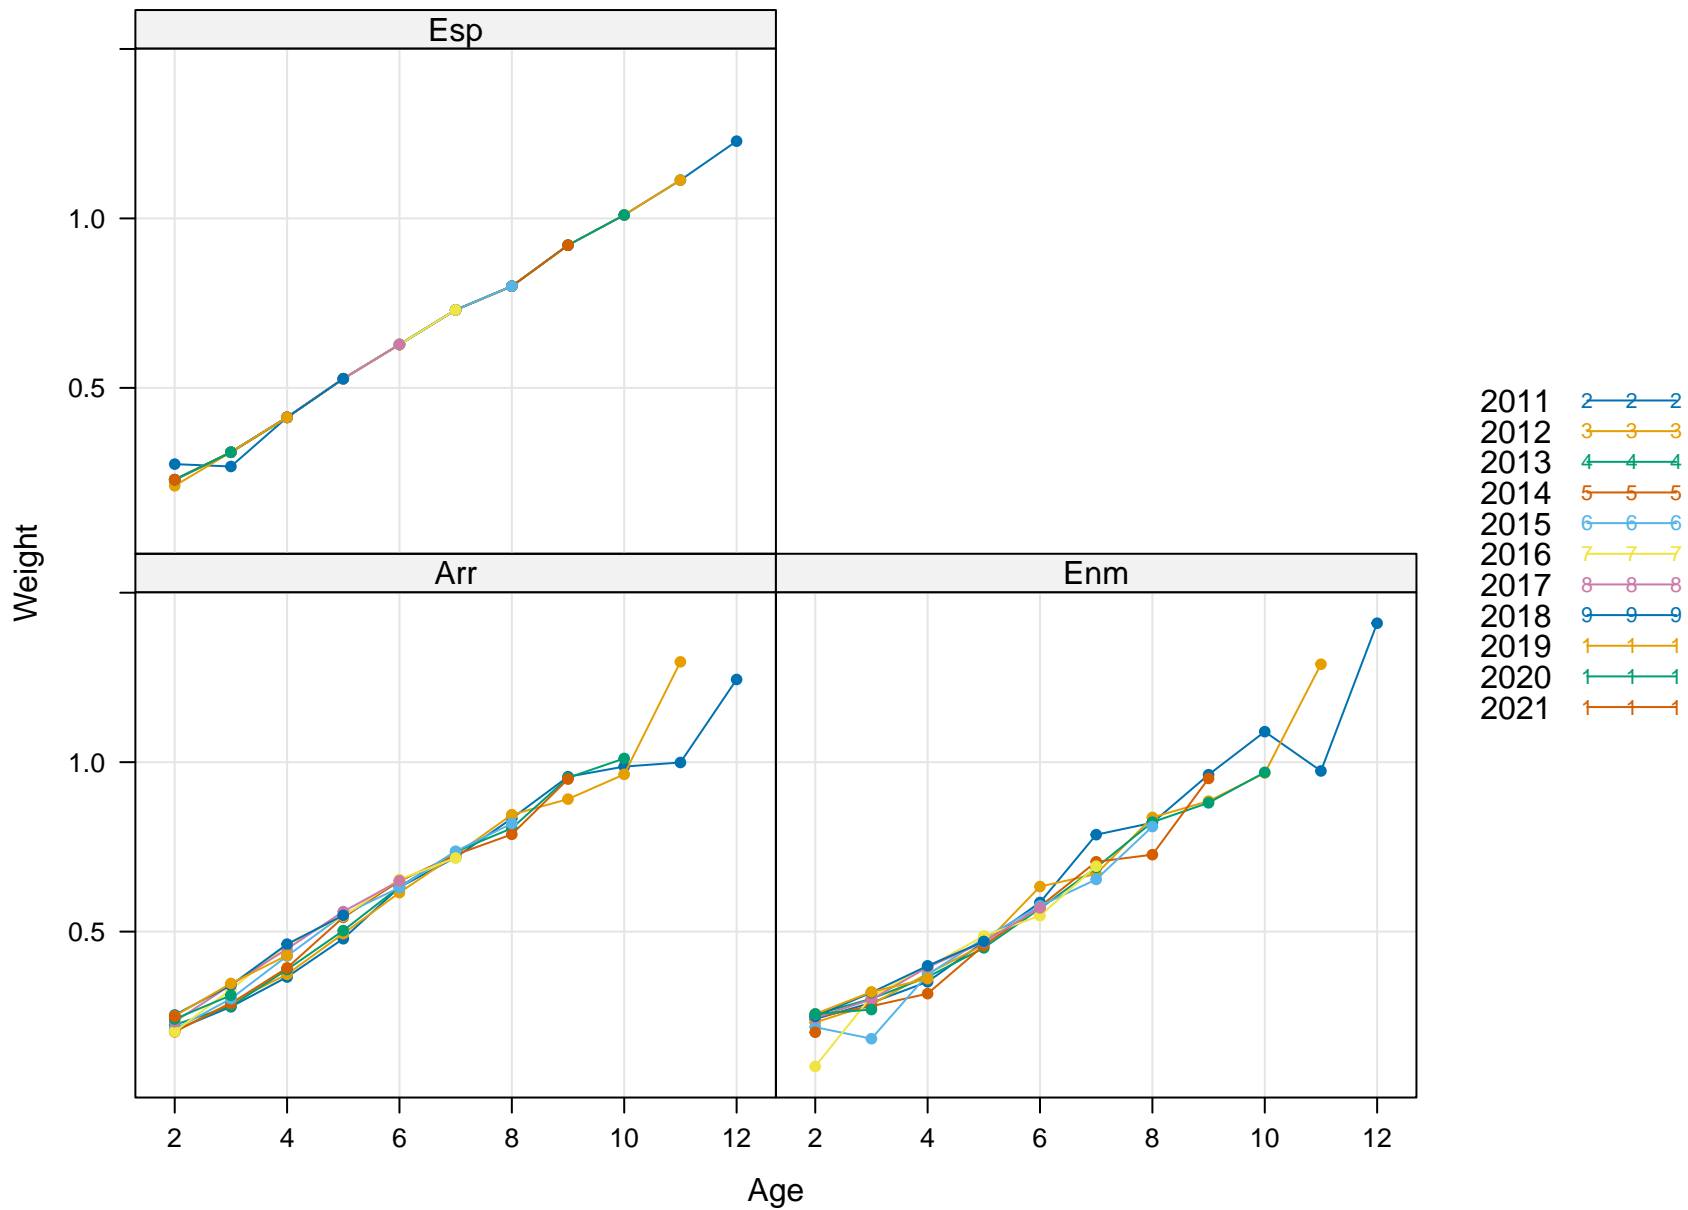 Esp
1.0
0.5
Weight
Arr
Enm
1.0
0.5
2 4 6 8 10 12
2 4 6 8 10 12
Age
2011 2 2 2
2012 3 3 3
2013 4 4 4
2014 5 5 5
2015 6 6 6
2016 7 7 7
2017 8 8 8
2018 9 9 9
2019 1 1 1
2020 1 1 1
2021 1 1 1